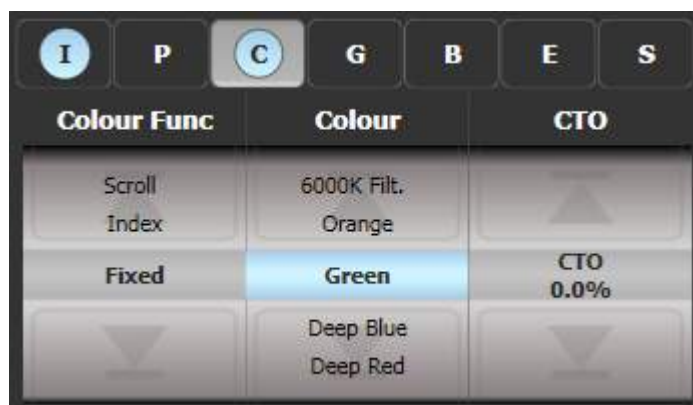 I P C G B E S
Colour Func Colour CTO
Scroll 6000K Filt.
Index Orange
Fixed Green CTO
0.0%
Deep Blue
Deep Red